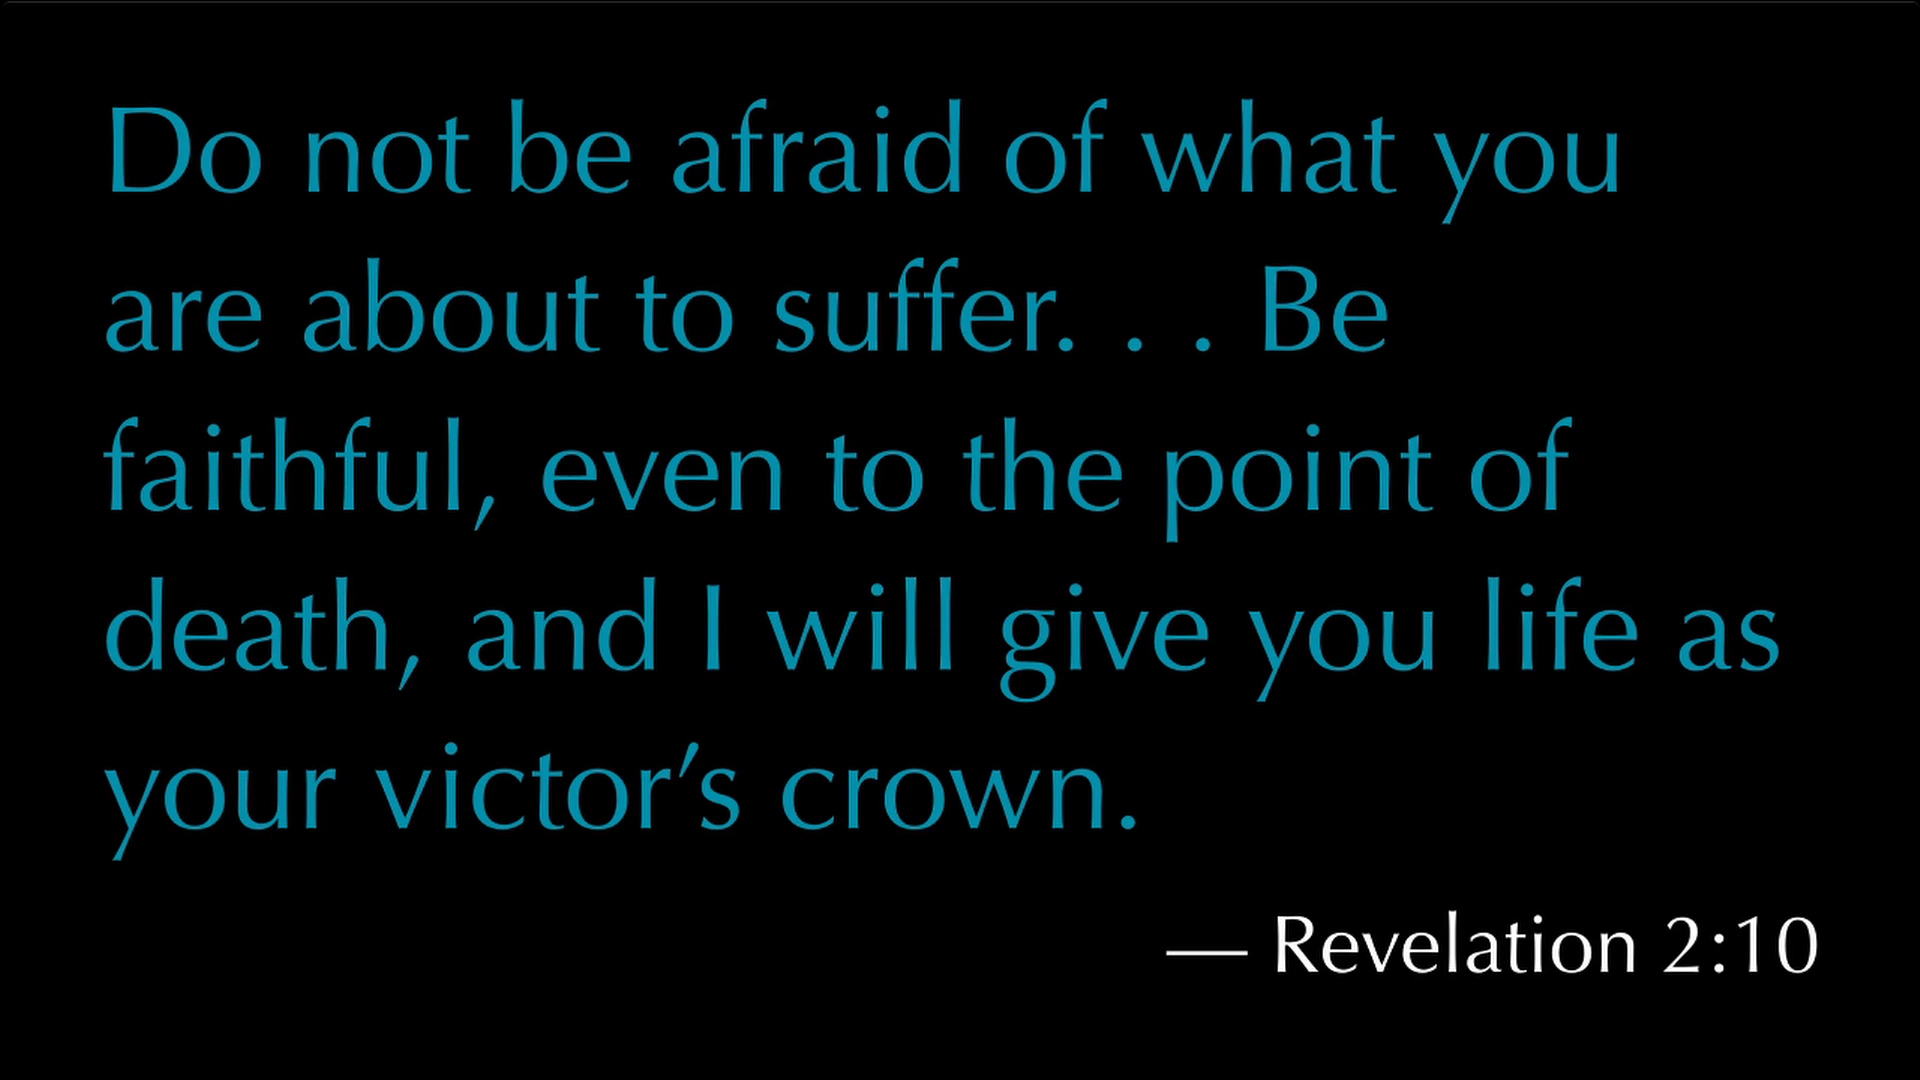 Do not be afraid of what you
are about to suffer. . . Be
faithful, even to the point of
death, and I will give you life as
your victor’s crown.
— Revelation 2:10